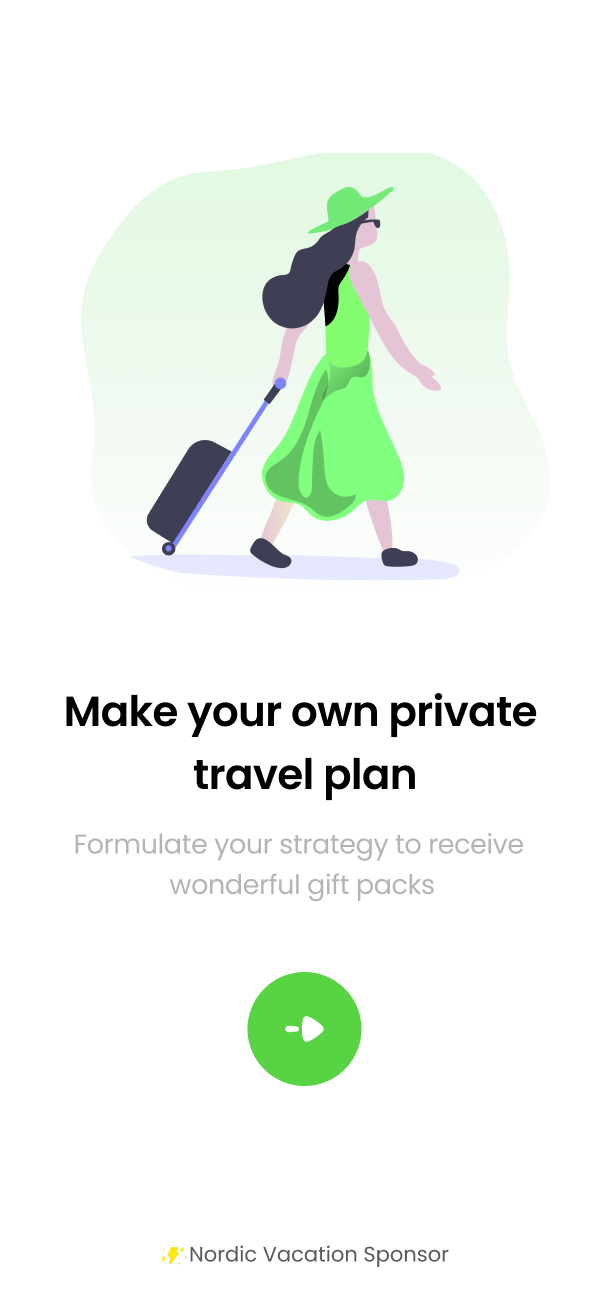 Make your own private
travel plan
Formulate your strategy to receive
wonderful gift packs
Nordic Vacation Sponsor